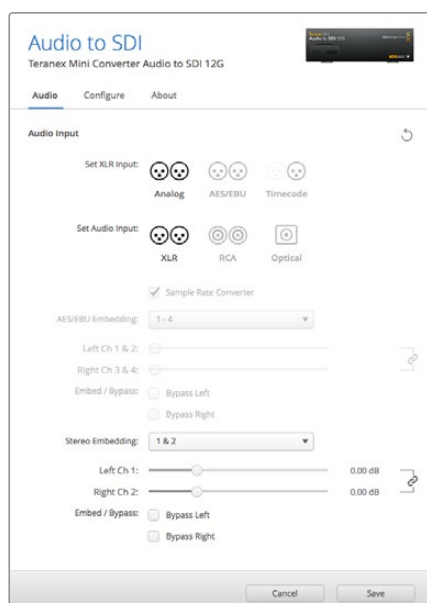 Audio to SDI
Teranex Mini Converter Audio to SDI 12G
Audio Configure About
Audio Input
Set XLR Input:
Analog AES/EBU Timecode
Set Audio Input:
XLR RCA Optical
Sample Rate Converter
AES/EBU Embedding: 1 - 4
Left Ch 1 & 2:
Right Ch 3 & 4:
Embed / Bypass: Bypass Left
Bypass Right
Stereo Embedding: 1 & 2
Left Ch 1: 0.00 dB
Right Ch 2: 0.00 dB
Embed / Bypass: Bypass Left
Bypass Right
Cancel Save